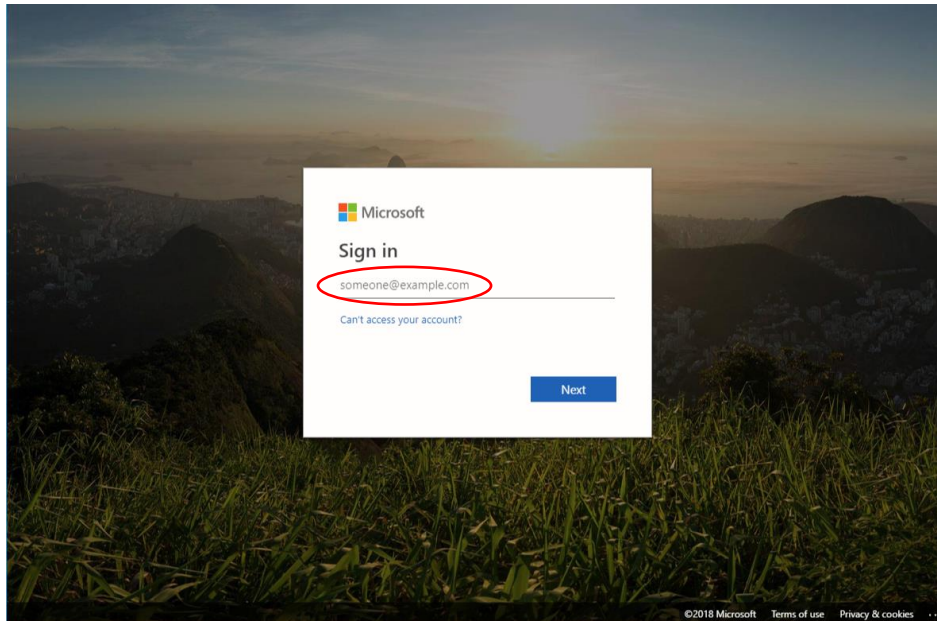 Microsoft
Sign in
someone@example.com
Can't access your account?
Next
©2018 Microsoft Terms of use Privacy & cookies ...